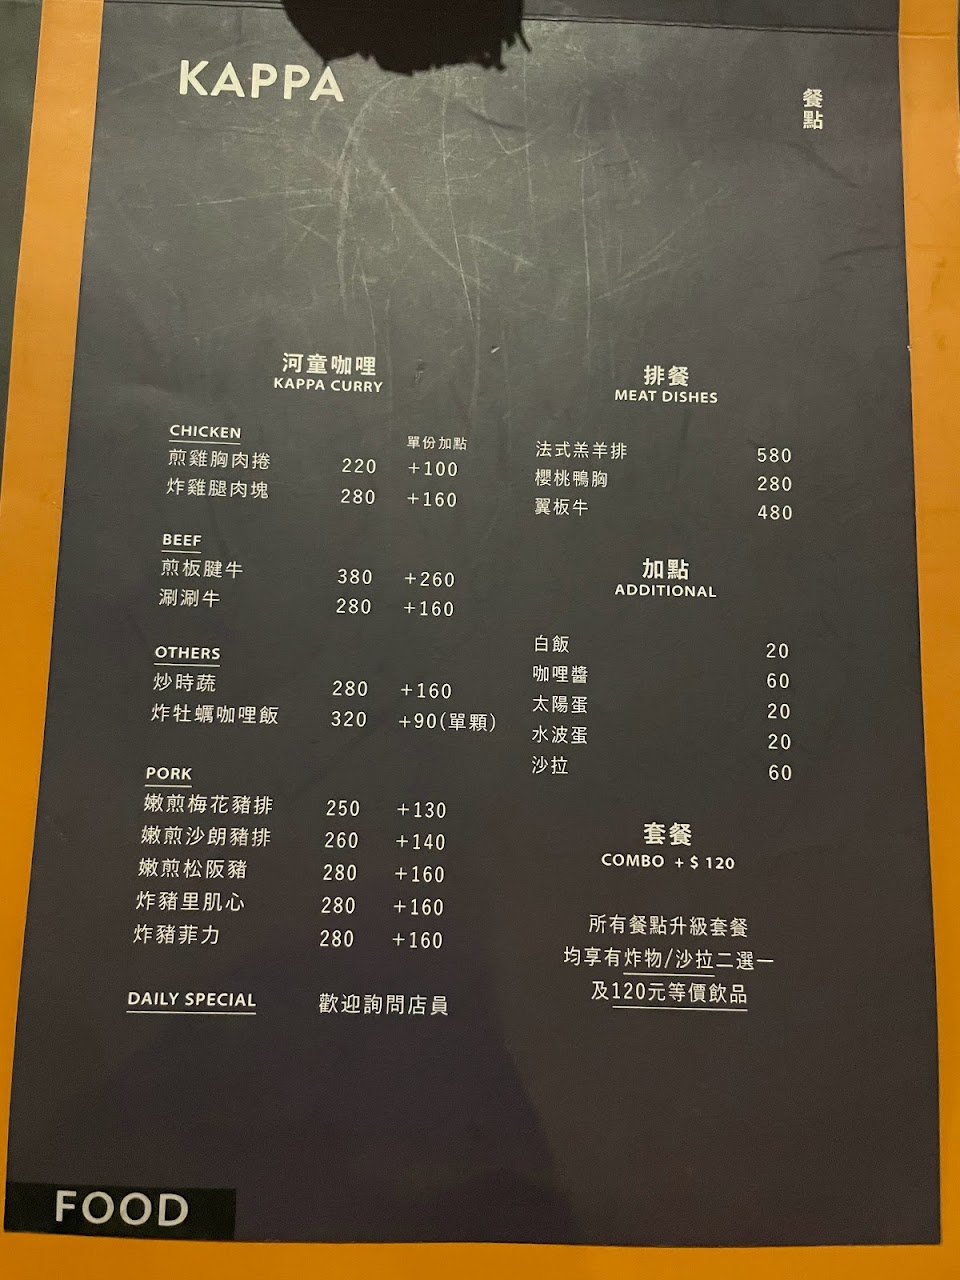 KAPPA
餐點
河童咖哩
KAPPA CURRY
CHICKEN
單份加點
煎雞胸肉捲 220 +100
炸雞腿肉塊 280 +160
BEEF
煎板腱牛 380 +260
涮涮牛 280 +160
OTHERS
炒時蔬 280 +160
炸牡蠣咖哩飯 320 +90(單顆)
PORK
嫩煎梅花豬排 250 +130
嫩煎沙朗豬排 260 +140
嫩煎松阪豬 280 +160
炸豬里肌心 280 +160
炸豬菲力 280 +160
DAILY SPECIAL 歡迎詢問店員
排餐
MEAT DISHES
法式羔羊排 580
櫻桃鴨胸 280
翼板牛 480
加點
ADDITIONAL
白飯 20
咖哩醬 60
太陽蛋 20
水波蛋 20
沙拉 60
套餐
COMBO +$120
所有餐點升級套餐
均享有炸物/沙拉二選一
及120元等價飲品
FOOD